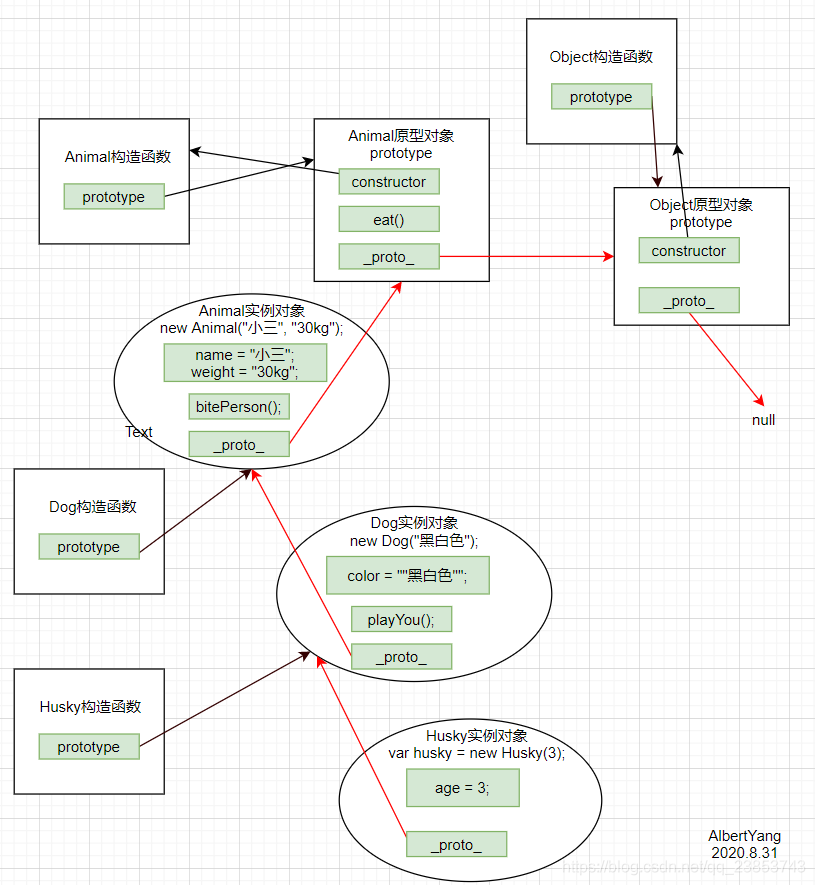 Object构造函数
prototype
Animal构造函数
prototype
Animal原型对象
prototype
constructor
eat()
_proto_
Object原型对象
prototype
constructor
_proto_
null
Animal实例对象
new Animal("小三", "30kg");
name = "小三";
weight = "30kg";
bitePerson();
_proto_
Text
Dog构造函数
prototype
Dog实例对象
new Dog("黑白色");
color = ""黑白色"";
playYou();
_proto_
Husky构造函数
prototype
Husky实例对象
var husky = new Husky(3);
age = 3;
_proto_
AlbertYang
2020.8.31
https://blog.csdn.net/qq_23853743